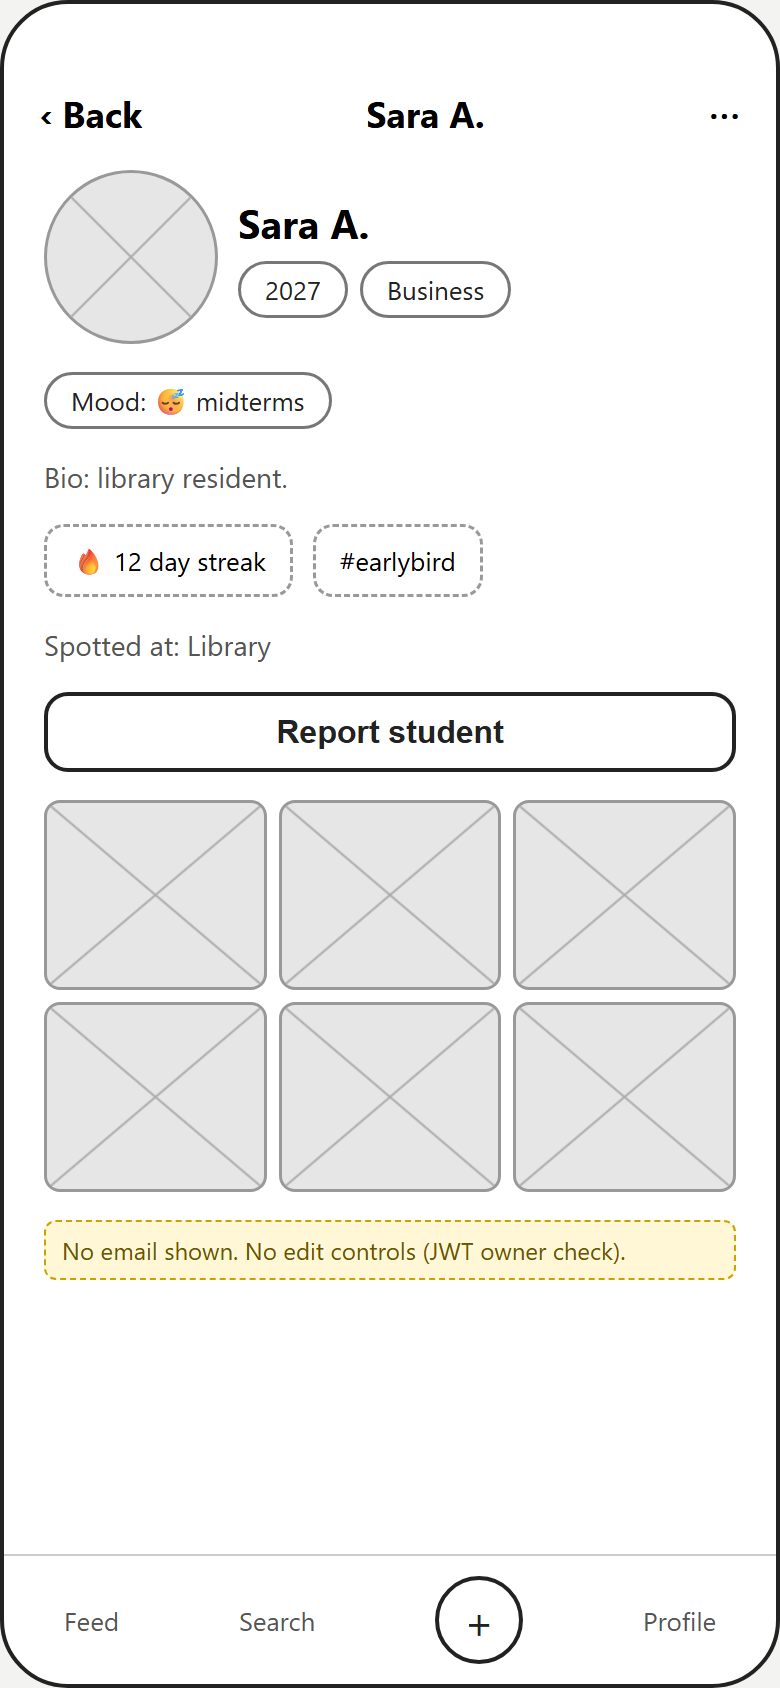 ‹ Back
Sara A.
...
Sara A.
2027
Business
Mood: 😴 midterms
Bio: library resident.
🔥 12 day streak
#earlybird
Spotted at: Library
Report student
No email shown. No edit controls (JWT owner check).
Feed
Search
+
Profile